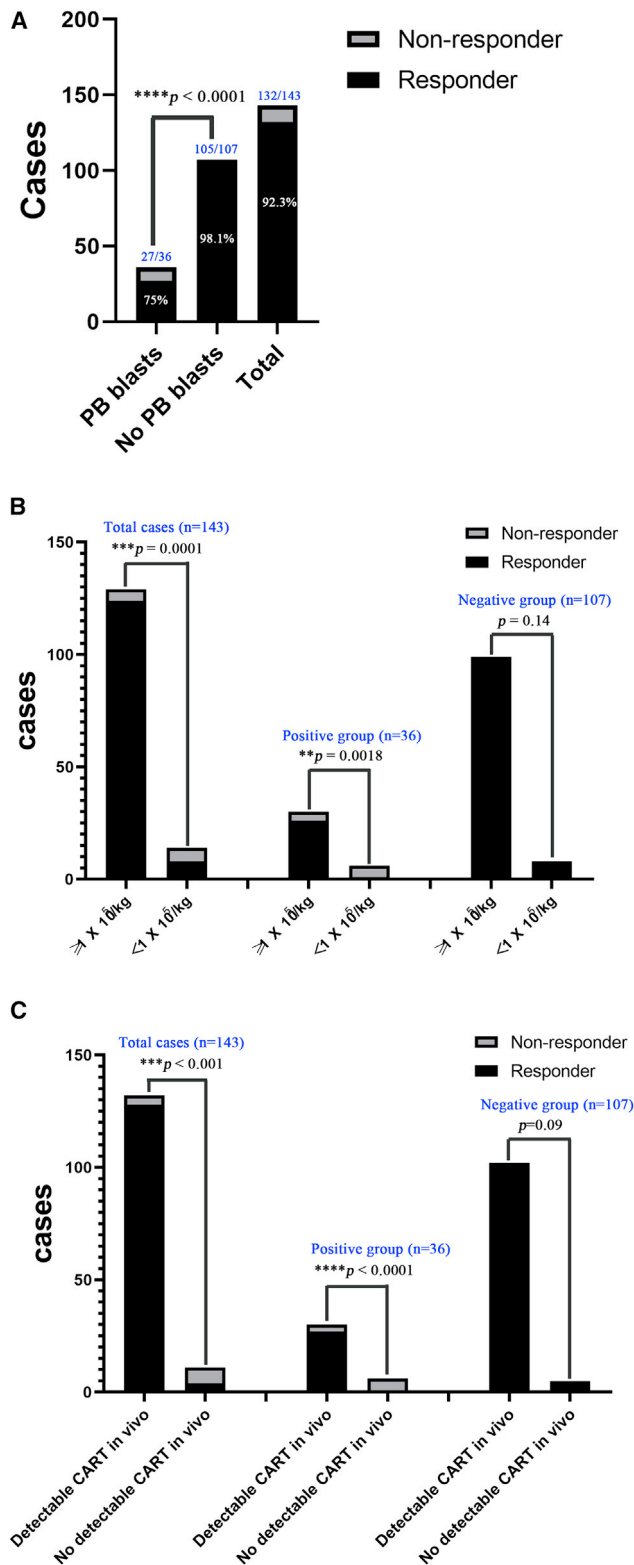 A
200
150
100
50
0
Cases
Non-responder
Responder
****p < 0.0001
132/143
105/107
27/36
92.3%
98.1%
75%
PB blasts
No PB blasts
Total
B
150
100
50
0
cases
Non-responder
Responder
Total cases (n=143)
***p = 0.0001
Positive group (n=36)
**p = 0.0018
Negative group (n=107)
p = 0.14
⩾1 X 10⁵/kg
<1 X 10⁵/kg
⩾1 X 10⁵/kg
<1 X 10⁵/kg
⩾1 X 10⁵/kg
<1 X 10⁵/kg
C
150
100
50
0
cases
Non-responder
Responder
Total cases (n=143)
***p < 0.001
Positive group (n=36)
****p < 0.0001
Negative group (n=107)
p=0.09
Detectable CART in vivo
No detectable CART in vivo
Detectable CART in vivo
No detectable CART in vivo
Detectable CART in vivo
No detectable CART in vivo